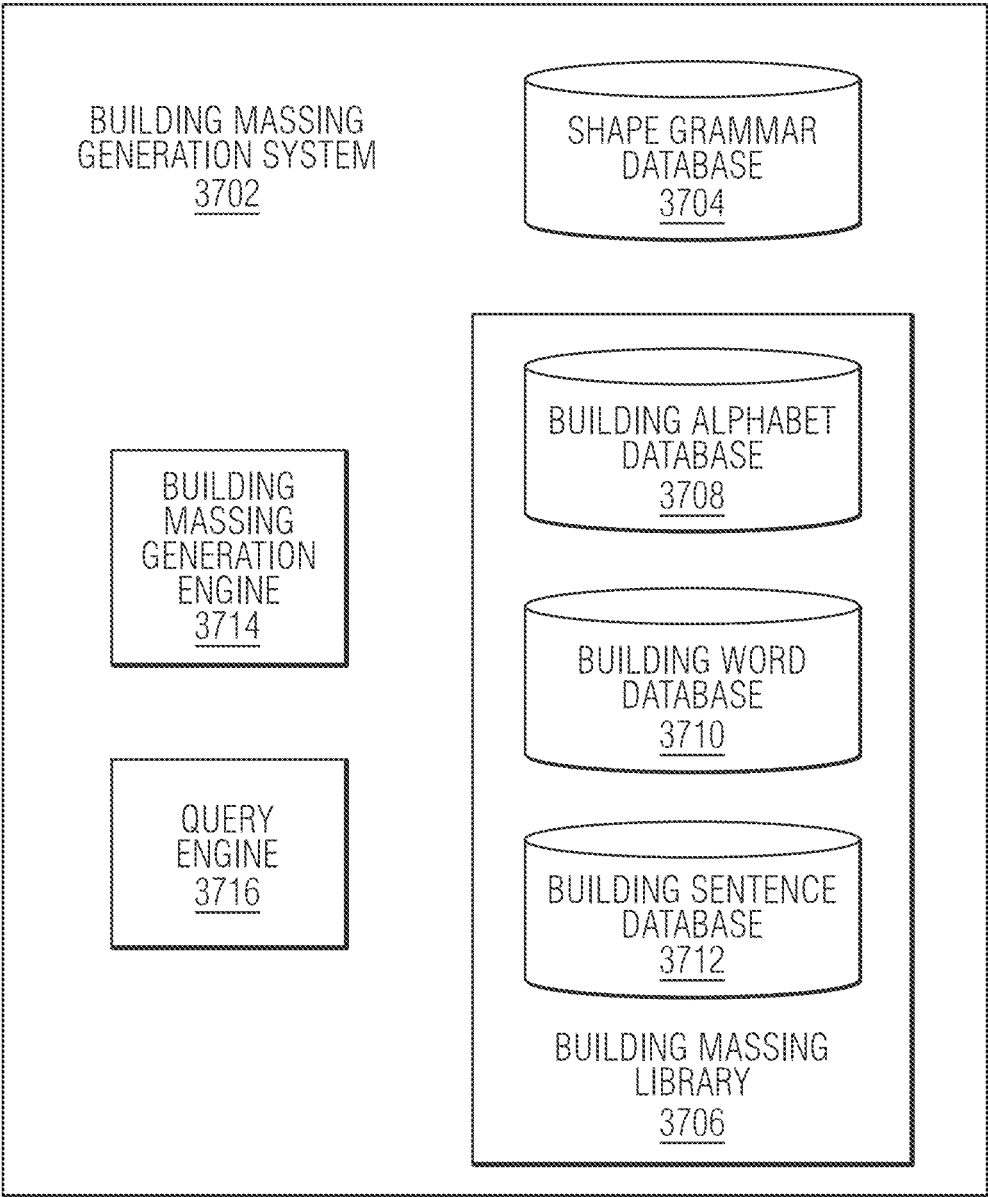 BUILDING MASSING
GENERATION SYSTEM
3702
SHAPE GRAMMAR
DATABASE
3704
BUILDING ALPHABET
DATABASE
3708
BUILDING
MASSING
GENERATION
ENGINE
3714
BUILDING WORD
DATABASE
3710
QUERY
ENGINE
3716
BUILDING SENTENCE
DATABASE
3712
BUILDING MASSING
LIBRARY
3706